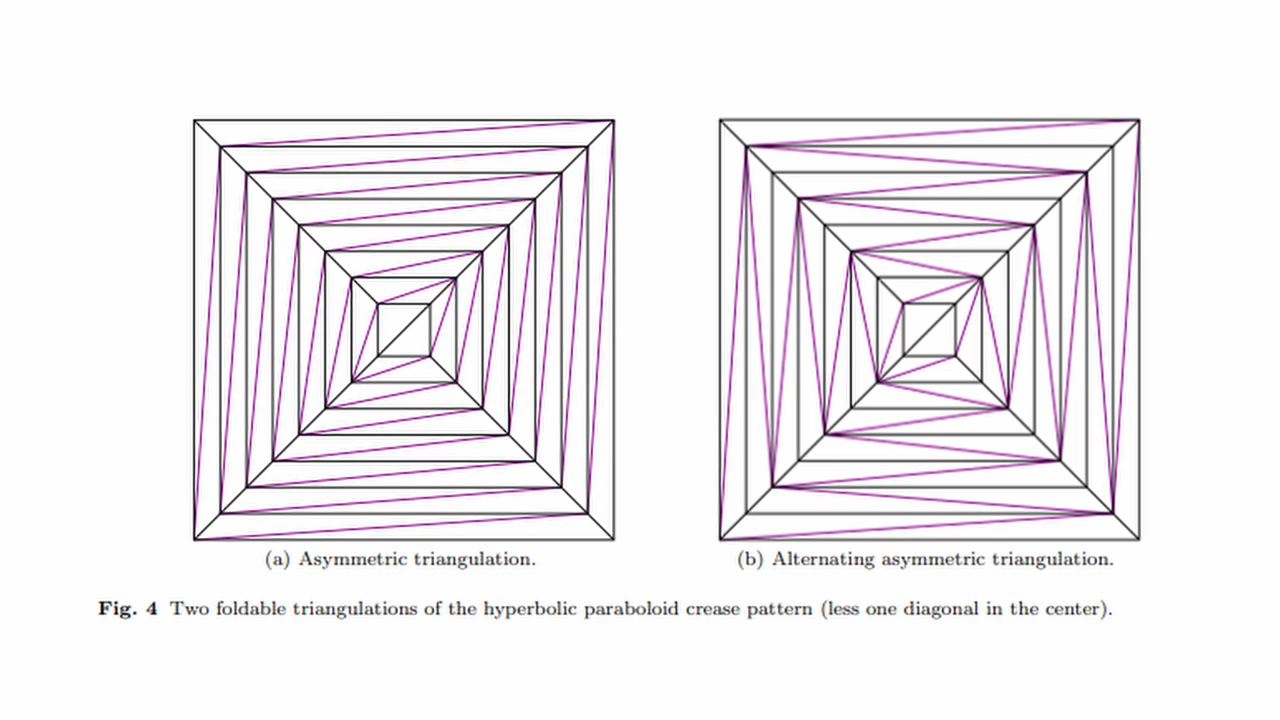 (a) Asymmetric triangulation.
(b) Alternating asymmetric triangulation.
Fig. 4 Two foldable triangulations of the hyperbolic paraboloid crease pattern (less one diagonal in the center).